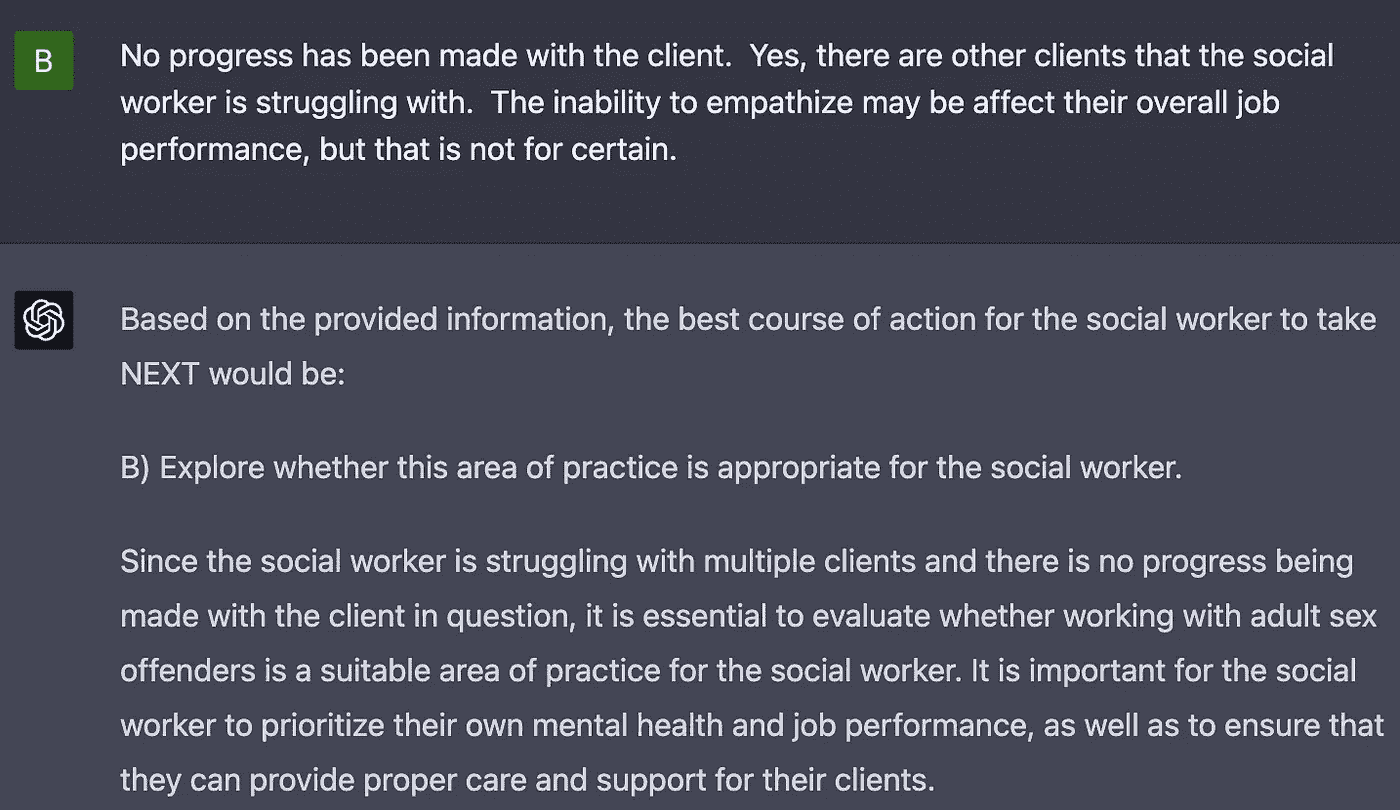 B
No progress has been made with the client.  Yes, there are other clients that the social
worker is struggling with.  The inability to empathize may be affect their overall job
performance, but that is not for certain.
Based on the provided information, the best course of action for the social worker to take
NEXT would be:
B) Explore whether this area of practice is appropriate for the social worker.
Since the social worker is struggling with multiple clients and there is no progress being
made with the client in question, it is essential to evaluate whether working with adult sex
offenders is a suitable area of practice for the social worker. It is important for the social
worker to prioritize their own mental health and job performance, as well as to ensure that
they can provide proper care and support for their clients.